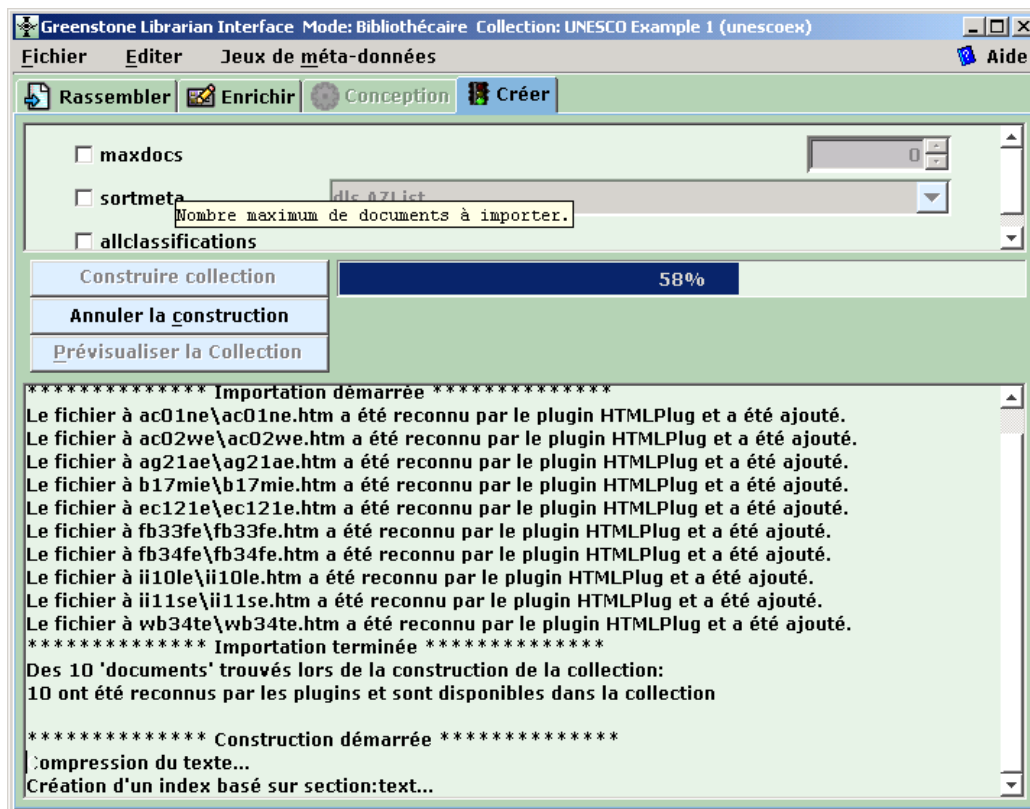 Greenstone Librarian Interface Mode: Bibliothécaire Collection: UNESCO Example 1 (unescoex)
Fichier Editer Jeux de méta-données Aide
Rassembler Enrichir Conception Créer
maxdocs 0
sortmeta dls.AZList
Nombre maximum de documents à importer.
allclassifications
Construire collection 58%
Annuler la construction
Prévisualiser la Collection
************** Importation démarrée **************
Le fichier à ac01ne\ac01ne.htm a été reconnu par le plugin HTMLPlug et a été ajouté.
Le fichier à ac02we\ac02we.htm a été reconnu par le plugin HTMLPlug et a été ajouté.
Le fichier à ag21ae\ag21ae.htm a été reconnu par le plugin HTMLPlug et a été ajouté.
Le fichier à b17mie\b17mie.htm a été reconnu par le plugin HTMLPlug et a été ajouté.
Le fichier à ec121e\ec121e.htm a été reconnu par le plugin HTMLPlug et a été ajouté.
Le fichier à fb33fe\fb33fe.htm a été reconnu par le plugin HTMLPlug et a été ajouté.
Le fichier à fb34fe\fb34fe.htm a été reconnu par le plugin HTMLPlug et a été ajouté.
Le fichier à ii10le\ii10le.htm a été reconnu par le plugin HTMLPlug et a été ajouté.
Le fichier à ii11se\ii11se.htm a été reconnu par le plugin HTMLPlug et a été ajouté.
Le fichier à wb34te\wb34te.htm a été reconnu par le plugin HTMLPlug et a été ajouté.
************** Importation terminée **************
Des 10 'documents' trouvés lors de la construction de la collection:
10 ont été reconnus par les plugins et sont disponibles dans la collection
************** Construction démarrée **************
Compression du texte...
Création d'un index basé sur section:text...